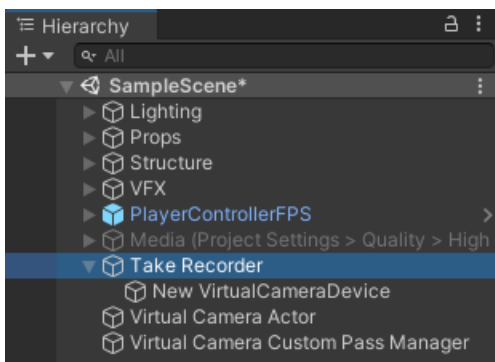 Hierarchy
All
SampleScene*
Lighting
Props
Structure
VFX
PlayerControllerFPS
Media (Project Settings > Quality > High
Take Recorder
New VirtualCameraDevice
Virtual Camera Actor
Virtual Camera Custom Pass Manager